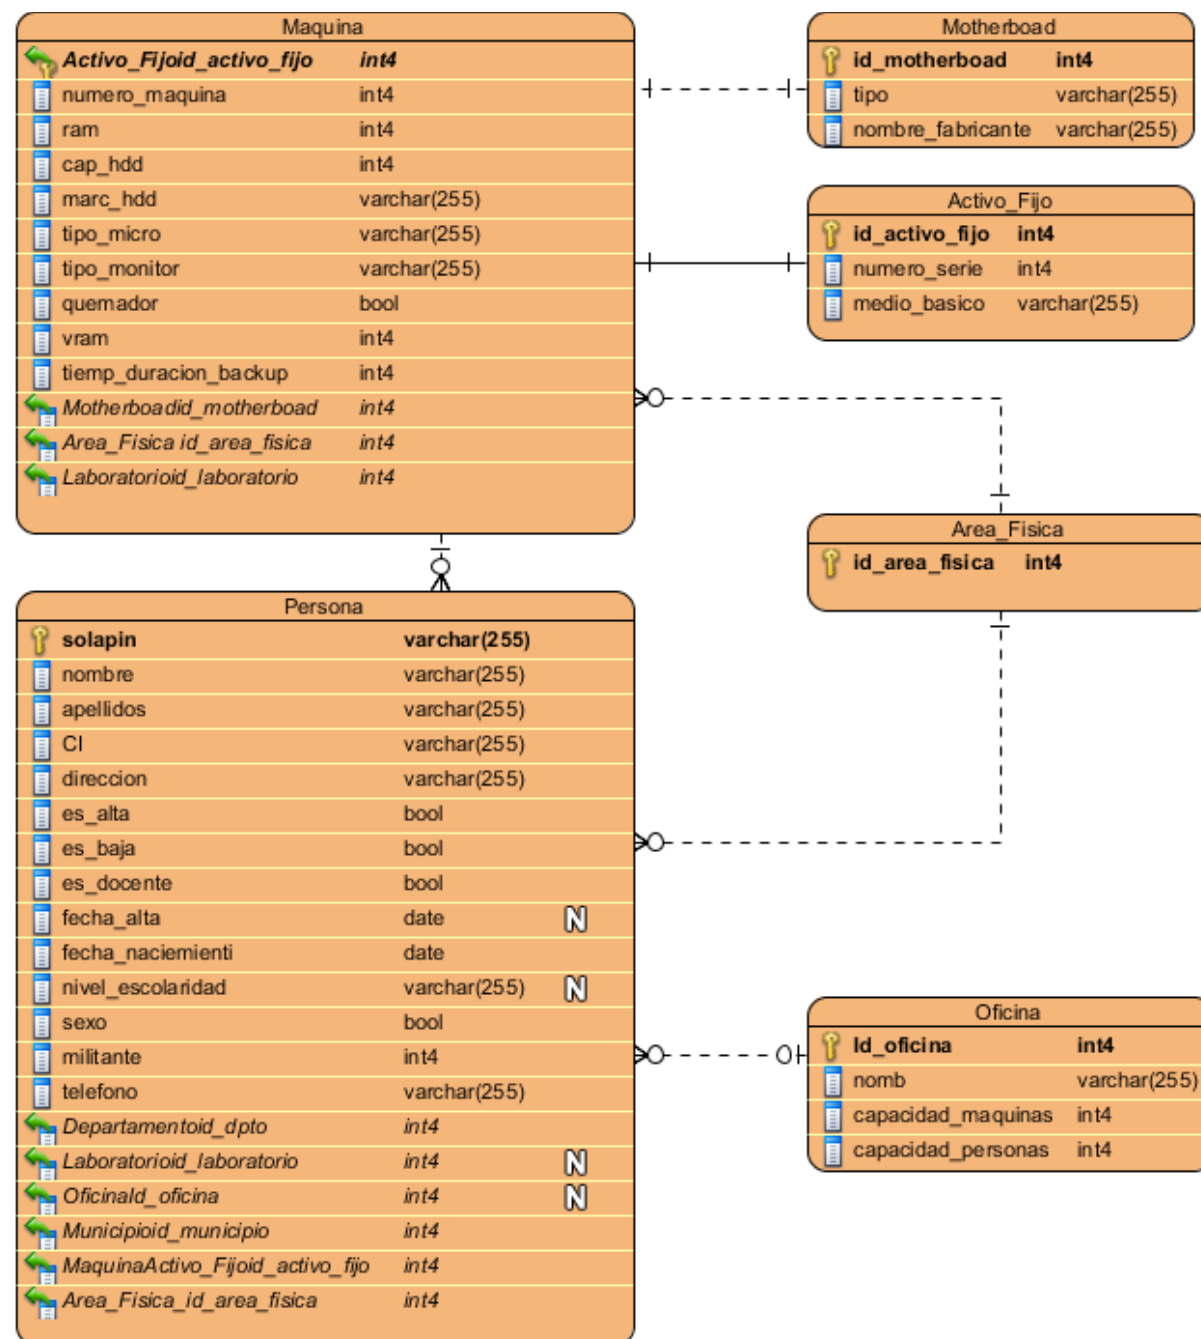 Maquina
Activo_Fijoid_activo_fijo int4
numero_maquina int4
ram int4
cap_hdd int4
marc_hdd varchar(255)
tipo_micro varchar(255)
tipo_monitor varchar(255)
quemador bool
vram int4
tiemp_duracion_backup int4
Motherboadid_motherboad int4
Area_Fisica id_area_fisica int4
Laboratorioid_laboratorio int4
Motherboad
id_motherboad int4
tipo varchar(255)
nombre_fabricante varchar(255)
Activo_Fijo
id_activo_fijo int4
numero_serie int4
medio_basico varchar(255)
Area_Fisica
id_area_fisica int4
Persona
solapin varchar(255)
nombre varchar(255)
apellidos varchar(255)
CI varchar(255)
direccion varchar(255)
es_alta bool
es_baja bool
es_docente bool
fecha_alta date N
fecha_naciemienti date
nivel_escolaridad varchar(255) N
sexo bool
militante int4
telefono varchar(255)
Departamentoid_dpto int4
Laboratorioid_laboratorio int4 N
OficinaId_oficina int4 N
Municipioid_municipio int4
MaquinaActivo_Fijoid_activo_fijo int4
Area_Fisica_id_area_fisica int4
Oficina
Id_oficina int4
nomb varchar(255)
capacidad_maquinas int4
capacidad_personas int4